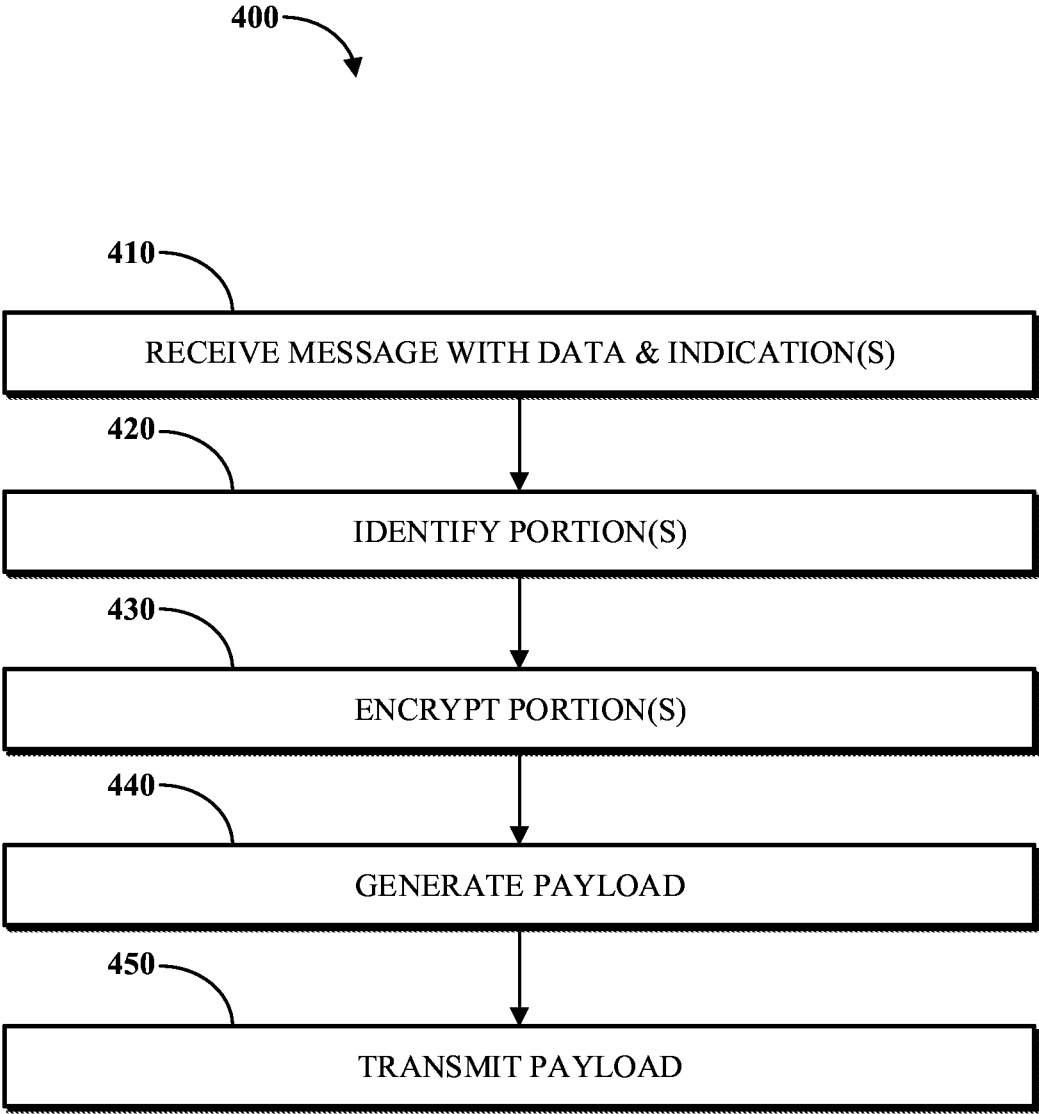 400
410
RECEIVE MESSAGE WITH DATA & INDICATION(S)
420
IDENTIFY PORTION(S)
430
ENCRYPT PORTION(S)
440
GENERATE PAYLOAD
450
TRANSMIT PAYLOAD